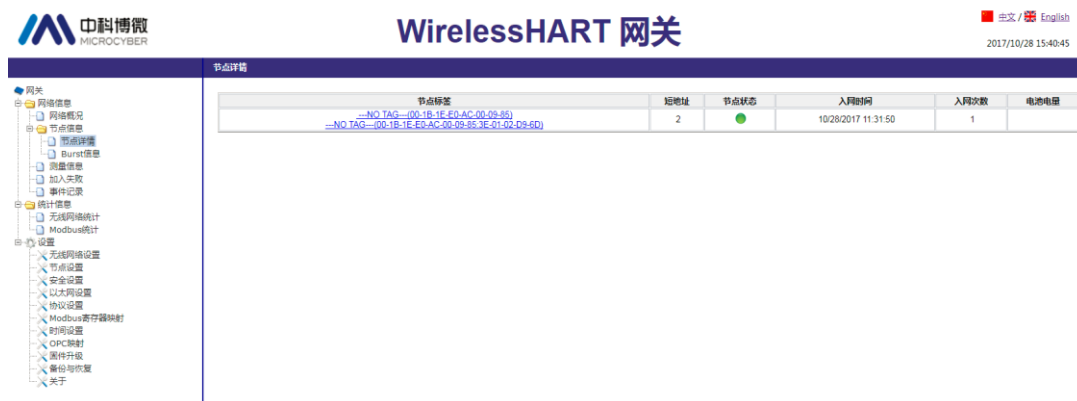 中科博微
MICROCYBER
WirelessHART 网关
中文 / English
2017/10/28 15:40:45
节点详情
网关
网络信息
网络概况
节点信息
节点详情
Burst信息
测量信息
加入失败
事件记录
统计信息
无线网络统计
Modbus统计
设置
无线网络设置
节点设置
安全设置
以太网设置
协议设置
Modbus寄存器映射
时间设置
OPC映射
固件升级
备份与恢复
关于
节点标签 短地址 节点状态 入网时间 入网次数 电池电量
---NO TAG---(00-1B-1E-E0-AC-00-09-85)
---NO TAG---(00-1B-1E-E0-AC-00-09-85:3E-01-02-D9-6D)
2 10/28/2017 11:31:50 1